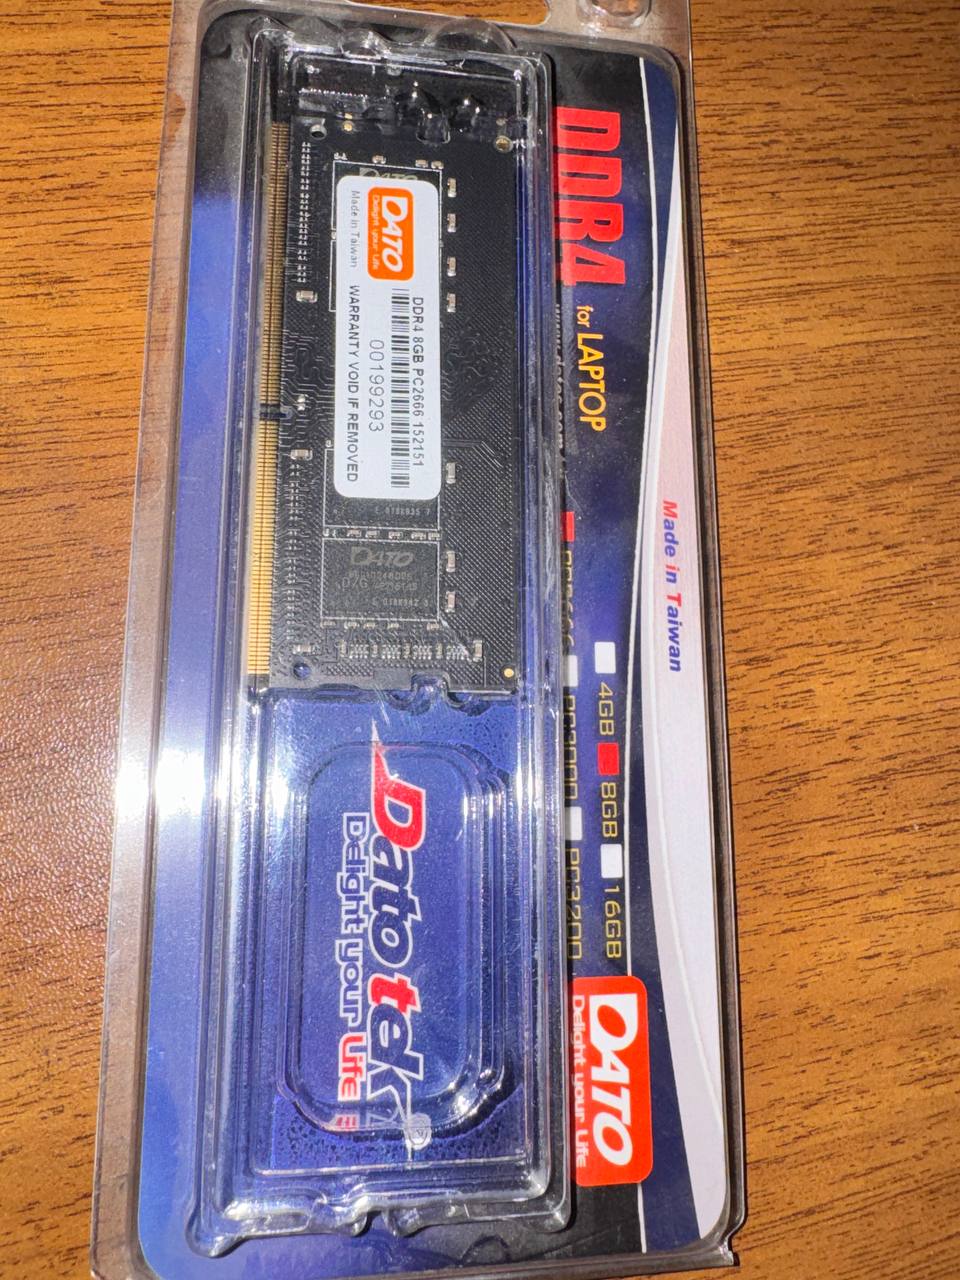 DDR4
for LAPTOP
Made in Taiwan
4GB 8GB 16GB
PC3200
DATO
Delight your Life
DATO
Delight your Life
Made in Taiwan
DDR4 8GB PC2666 152151
00199293
WARRANTY VOID IF REMOVED
DATO
Datotek®
Delight your Life